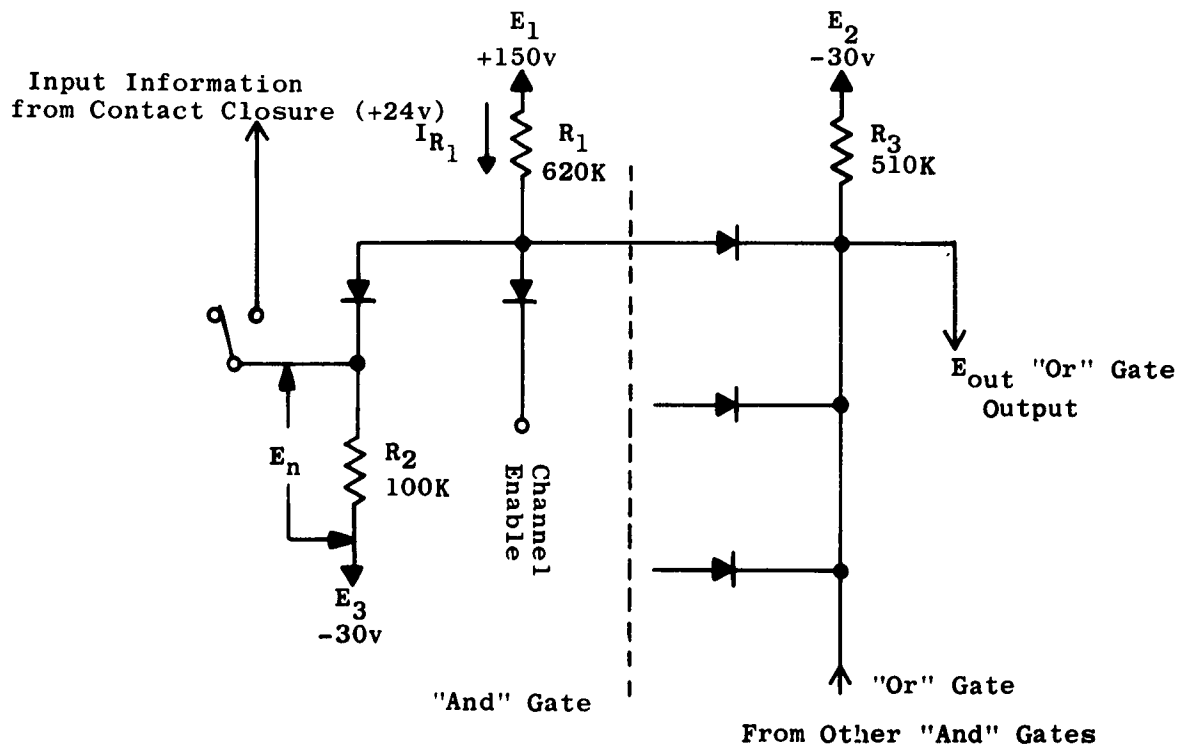 E1
+150v
E2
-30v
Input Information
from Contact Closure (+24v)
IR1
R1
620K
R3
510K
Eout "Or" Gate
Output
En
R2
100K
Channel
Enable
E3
-30v
"And" Gate
"Or" Gate
From Other "And" Gates